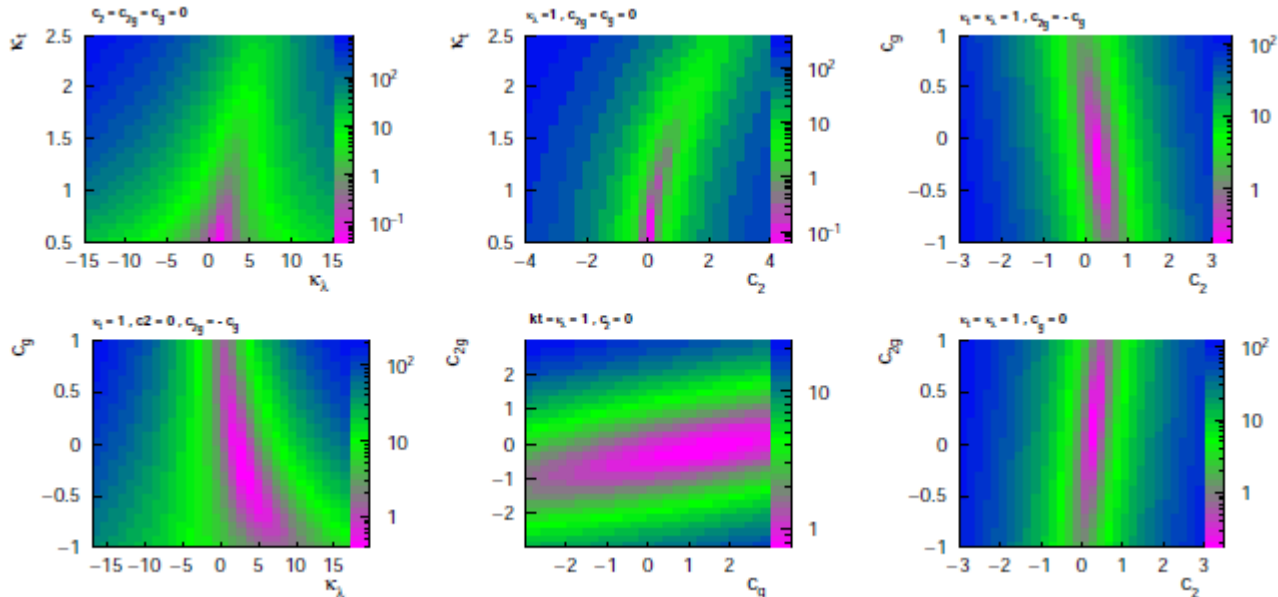 c₂ = c₂g = cg = 0
κt
2.5
2
1.5
1
0.5
−15 −10 −5 0 5 10 15
κλ
10²
10
1
10⁻¹
κλ =1 , c₂g = cg = 0
κt
2.5
2
1.5
1
0.5
−4 −2 0 2 4
c₂
10²
10
1
10⁻¹
κt = κλ = 1 , c₂g = - cg
cg
1
0.5
0
−0.5
−1
−3 −2 −1 0 1 2 3
c₂
10²
10
1
κt = 1 , c2 = 0 , c₂g = - cg
cg
1
0.5
0
−0.5
−1
−15 −10 −5 0 5 10 15
κλ
10²
10
1
kt = κλ = 1 , c₂ = 0
c₂g
2
1
0
−1
−2
−2 −1 0 1 2 3
cg
10
1
κt = κλ = 1 , cg = 0
c₂g
1
0.5
0
−0.5
−1
−3 −2 −1 0 1 2 3
c₂
10²
10
1